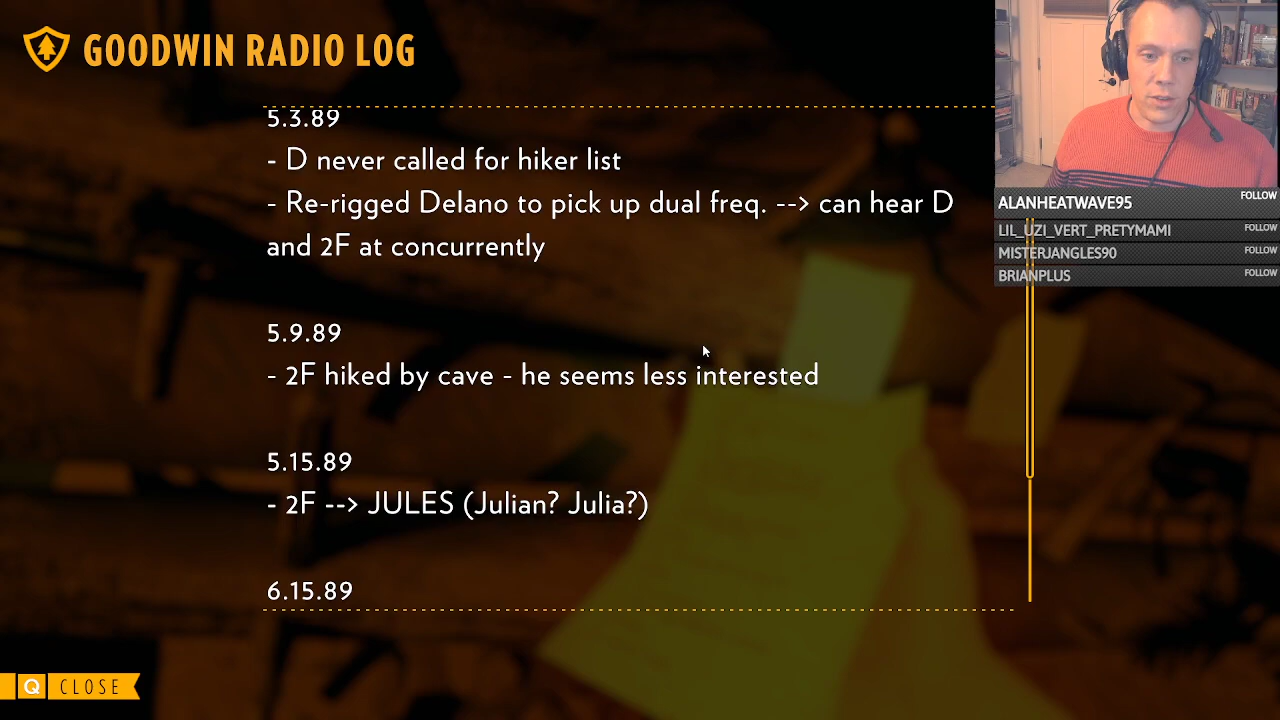 GOODWIN RADIO LOG
5.3.89
- D never called for hiker list
- Re-rigged Delano to pick up dual freq. --> can hear D
and 2F at concurrently
5.9.89
- 2F hiked by cave - he seems less interested
5.15.89
- 2F --> JULES (Julian? Julia?)
6.15.89
Q CLOSE
ALANHEATWAVE95 FOLLOW
LIL_UZI_VERT_PRETYMAMI FOLLOW
MISTERJANGLES90 FOLLOW
BRIANPLUS FOLLOW